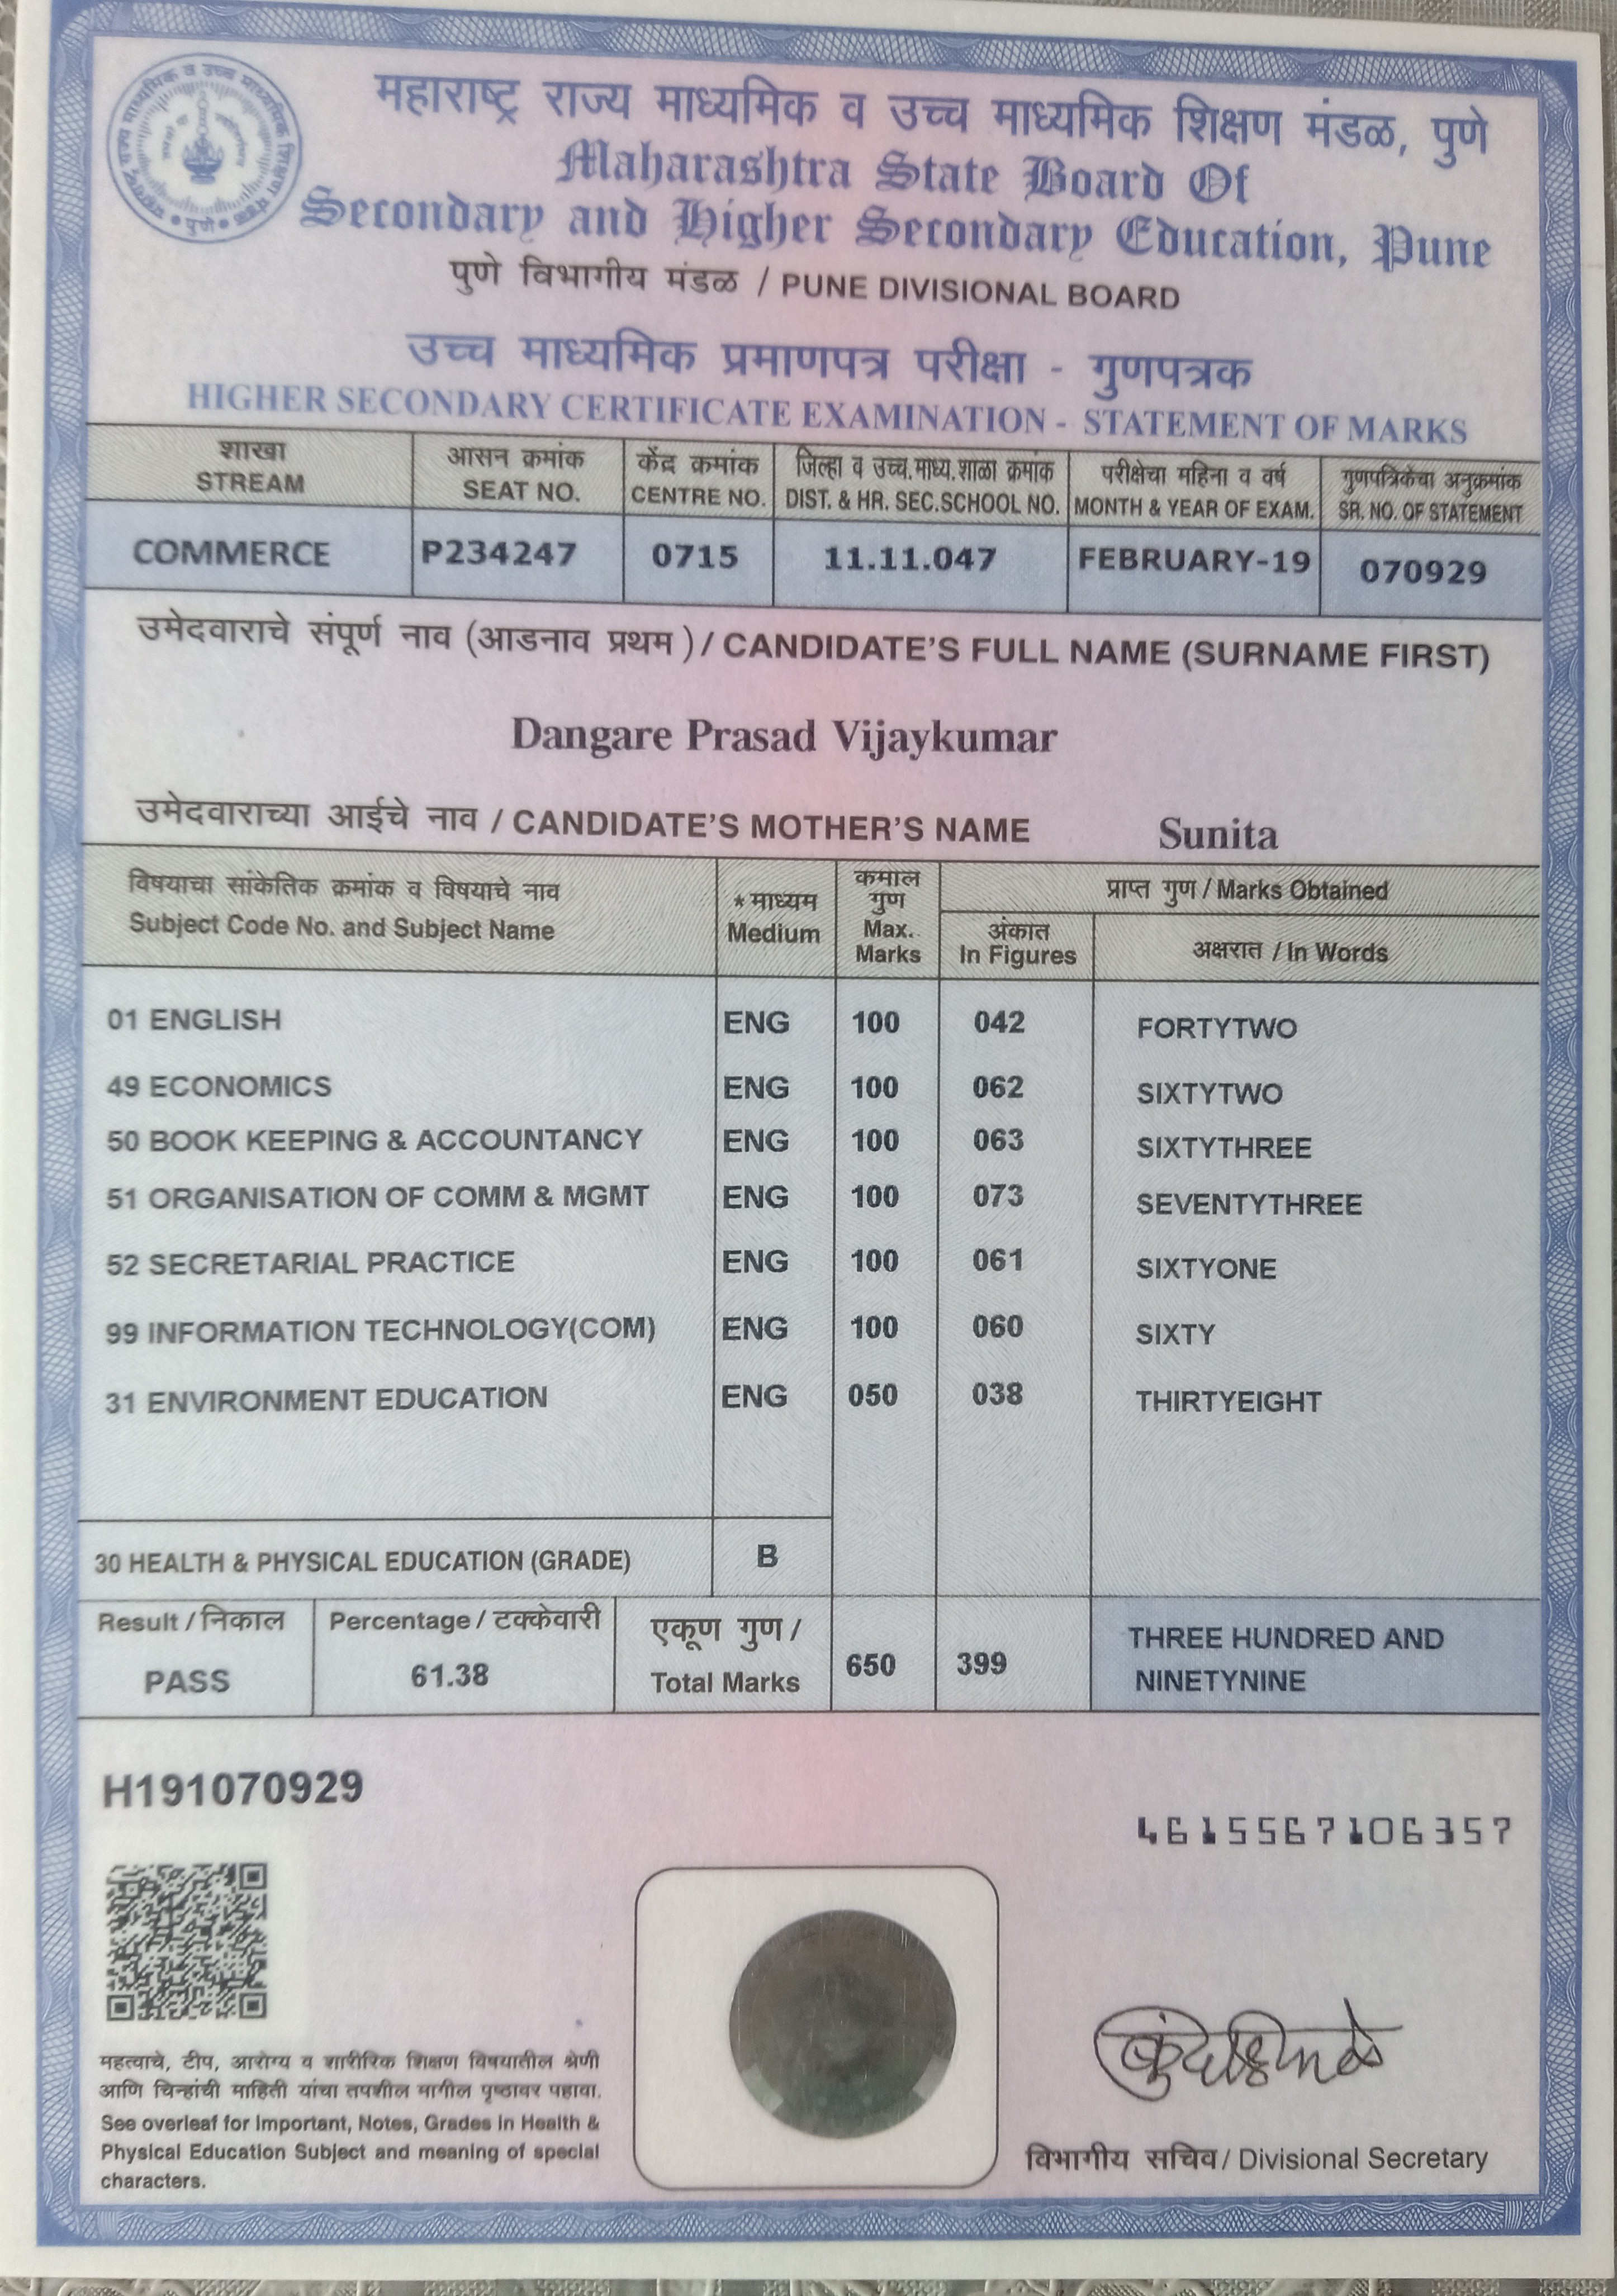 महाराष्ट्र राज्य माध्यमिक व उच्च माध्यमिक शिक्षण मंडळ, पुणे
Maharashtra State Board Of
Secondary and Higher Secondary Education, Pune
पुणे विभागीय मंडळ / PUNE DIVISIONAL BOARD
उच्च माध्यमिक प्रमाणपत्र परीक्षा - गुणपत्रक
HIGHER SECONDARY CERTIFICATE EXAMINATION - STATEMENT OF MARKS
शाखा आसन क्रमांक केंद्र क्रमांक जिल्हा व उच्च.माध्य.शाळा क्रमांक परीक्षेचा महिना व वर्ष गुणपत्रिकेचा अनुक्रमांक
STREAM SEAT NO. CENTRE NO. DIST. & HR. SEC.SCHOOL NO. MONTH & YEAR OF EXAM. SR. NO. OF STATEMENT
COMMERCE P234247 0715 11.11.047 FEBRUARY-19 070929
उमेदवाराचे संपूर्ण नाव (आडनाव प्रथम ) / CANDIDATE'S FULL NAME (SURNAME FIRST)
Dangare Prasad Vijaykumar
उमेदवाराच्या आईचे नाव / CANDIDATE'S MOTHER'S NAME Sunita
विषयाचा सांकेतिक क्रमांक व विषयाचे नाव
Subject Code No. and Subject Name
* माध्यम
Medium
कमाल
गुण
Max.
Marks
प्राप्त गुण / Marks Obtained
अंकात
In Figures
अक्षरात / In Words
01 ENGLISH ENG 100 042 FORTYTWO
49 ECONOMICS ENG 100 062 SIXTYTWO
50 BOOK KEEPING & ACCOUNTANCY ENG 100 063 SIXTYTHREE
51 ORGANISATION OF COMM & MGMT ENG 100 073 SEVENTYTHREE
52 SECRETARIAL PRACTICE ENG 100 061 SIXTYONE
99 INFORMATION TECHNOLOGY(COM) ENG 100 060 SIXTY
31 ENVIRONMENT EDUCATION ENG 050 038 THIRTYEIGHT
30 HEALTH & PHYSICAL EDUCATION (GRADE) B
Result / निकाल
PASS
Percentage / टक्केवारी
61.38
एकूण गुण /
Total Marks
650 399
THREE HUNDRED AND
NINETYNINE
H191070929
4615567106357
महत्वाचे, टीप, आरोग्य व शारीरिक शिक्षण विषयातील श्रेणी
आणि चिन्हांची माहिती यांचा तपशील मागील पृष्ठावर पहावा.
See overleaf for Important, Notes, Grades in Health &
Physical Education Subject and meaning of special
characters.
विभागीय सचिव / Divisional Secretary